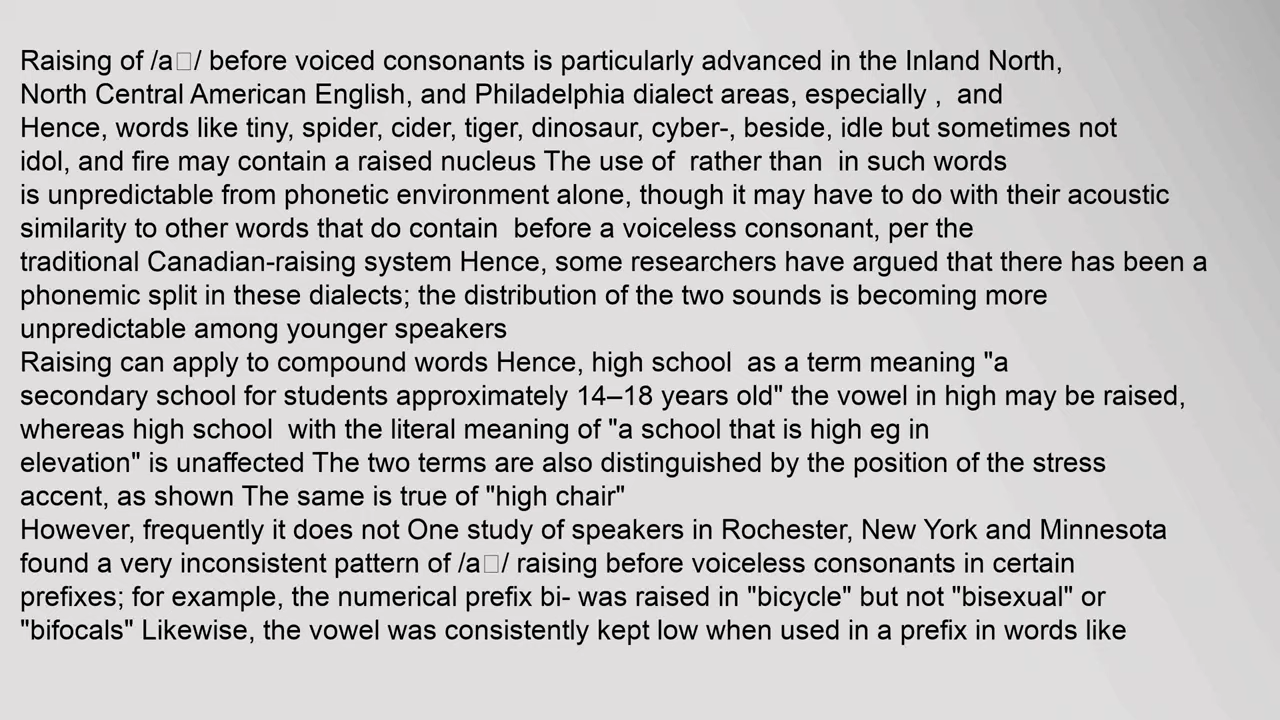 Raising of /a□/ before voiced consonants is particularly advanced in the Inland North,
North Central American English, and Philadelphia dialect areas, especially ,  and
Hence, words like tiny, spider, cider, tiger, dinosaur, cyber-, beside, idle but sometimes not
idol, and fire may contain a raised nucleus The use of  rather than  in such words
is unpredictable from phonetic environment alone, though it may have to do with their acoustic
similarity to other words that do contain  before a voiceless consonant, per the
traditional Canadian-raising system Hence, some researchers have argued that there has been a
phonemic split in these dialects; the distribution of the two sounds is becoming more
unpredictable among younger speakers
Raising can apply to compound words Hence, high school  as a term meaning "a
secondary school for students approximately 14–18 years old" the vowel in high may be raised,
whereas high school  with the literal meaning of "a school that is high eg in
elevation" is unaffected The two terms are also distinguished by the position of the stress
accent, as shown The same is true of "high chair"
However, frequently it does not One study of speakers in Rochester, New York and Minnesota
found a very inconsistent pattern of /a□/ raising before voiceless consonants in certain
prefixes; for example, the numerical prefix bi- was raised in "bicycle" but not "bisexual" or
"bifocals" Likewise, the vowel was consistently kept low when used in a prefix in words like